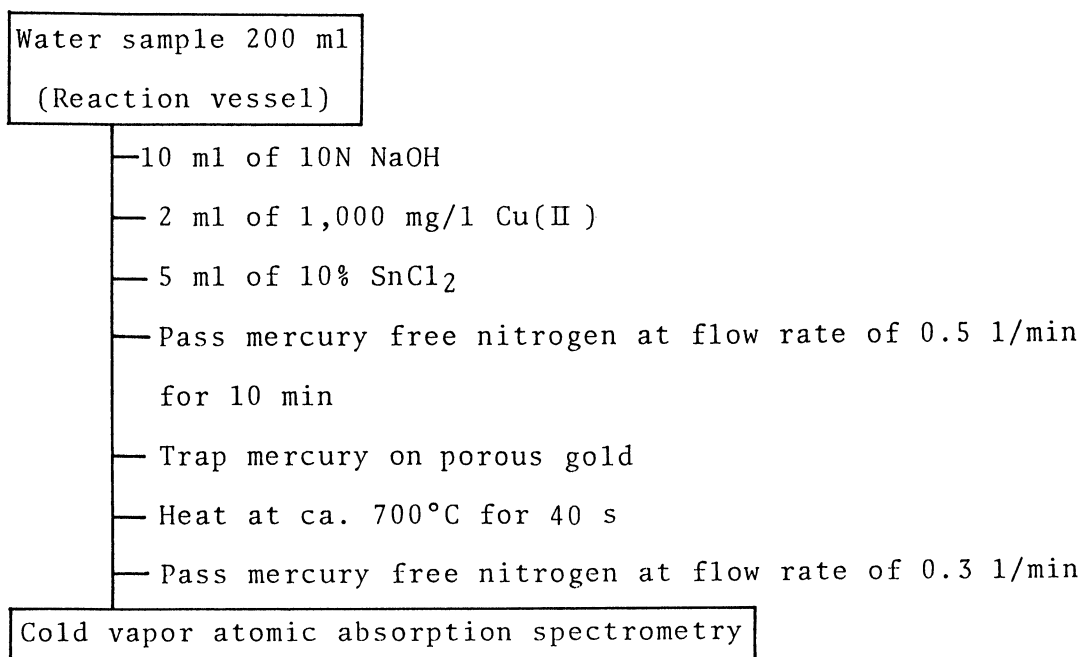 Water sample 200 ml
(Reaction vessel)
10 ml of 10N NaOH
2 ml of 1,000 mg/l Cu(Ⅱ)
5 ml of 10% SnCl₂
Pass mercury free nitrogen at flow rate of 0.5 l/min
for 10 min
Trap mercury on porous gold
Heat at ca. 700°C for 40 s
Pass mercury free nitrogen at flow rate of 0.3 l/min
Cold vapor atomic absorption spectrometry